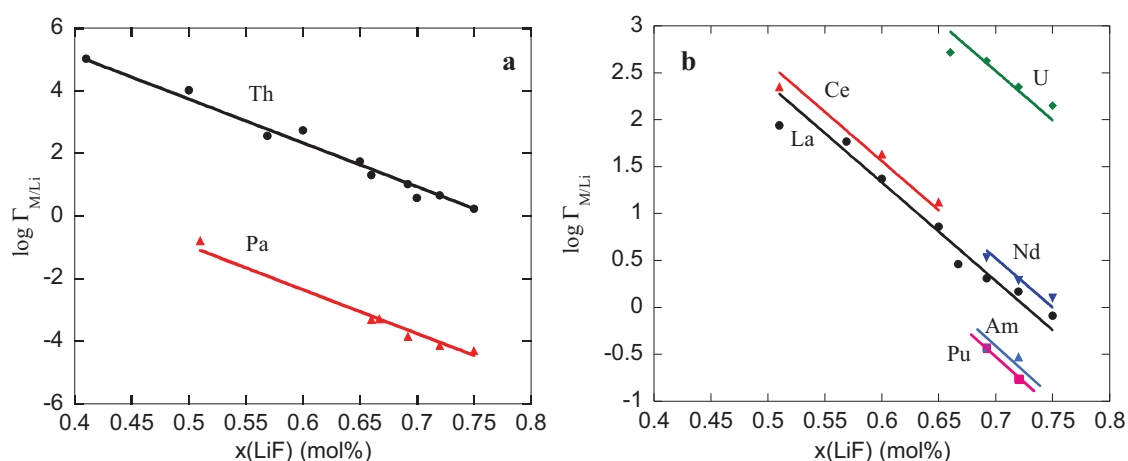 a
6
4
2
0
-2
-4
-6
log Γ M/Li
Th
Pa
0.4 0.45 0.5 0.55 0.6 0.65 0.7 0.75 0.8
x(LiF) (mol%)
b
3
2.5
2
1.5
1
0.5
0
-0.5
-1
log Γ M/Li
U
Ce
La
Nd
Am
Pu
0.4 0.45 0.5 0.55 0.6 0.65 0.7 0.75 0.8
x(LiF) (mol%)